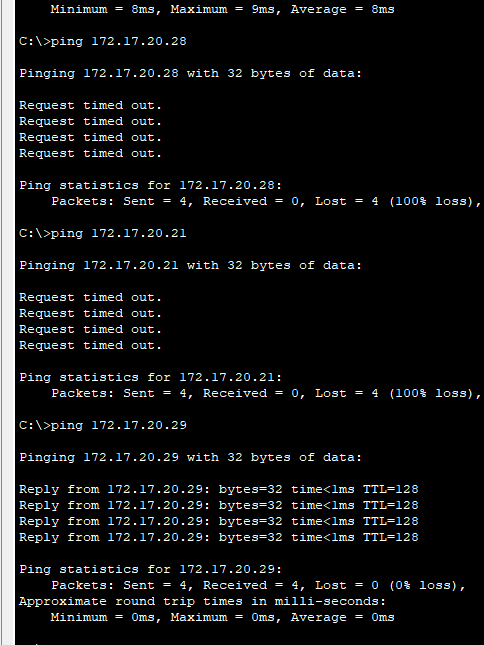 Minimum = 8ms, Maximum = 9ms, Average = 8ms
C:\>ping 172.17.20.28
Pinging 172.17.20.28 with 32 bytes of data:
Request timed out.
Request timed out.
Request timed out.
Request timed out.
Ping statistics for 172.17.20.28:
Packets: Sent = 4, Received = 0, Lost = 4 (100% loss),
C:\>ping 172.17.20.21
Pinging 172.17.20.21 with 32 bytes of data:
Request timed out.
Request timed out.
Request timed out.
Request timed out.
Ping statistics for 172.17.20.21:
Packets: Sent = 4, Received = 0, Lost = 4 (100% loss),
C:\>ping 172.17.20.29
Pinging 172.17.20.29 with 32 bytes of data:
Reply from 172.17.20.29: bytes=32 time<1ms TTL=128
Reply from 172.17.20.29: bytes=32 time<1ms TTL=128
Reply from 172.17.20.29: bytes=32 time<1ms TTL=128
Reply from 172.17.20.29: bytes=32 time<1ms TTL=128
Ping statistics for 172.17.20.29:
Packets: Sent = 4, Received = 4, Lost = 0 (0% loss),
Approximate round trip times in milli-seconds:
Minimum = 0ms, Maximum = 0ms, Average = 0ms